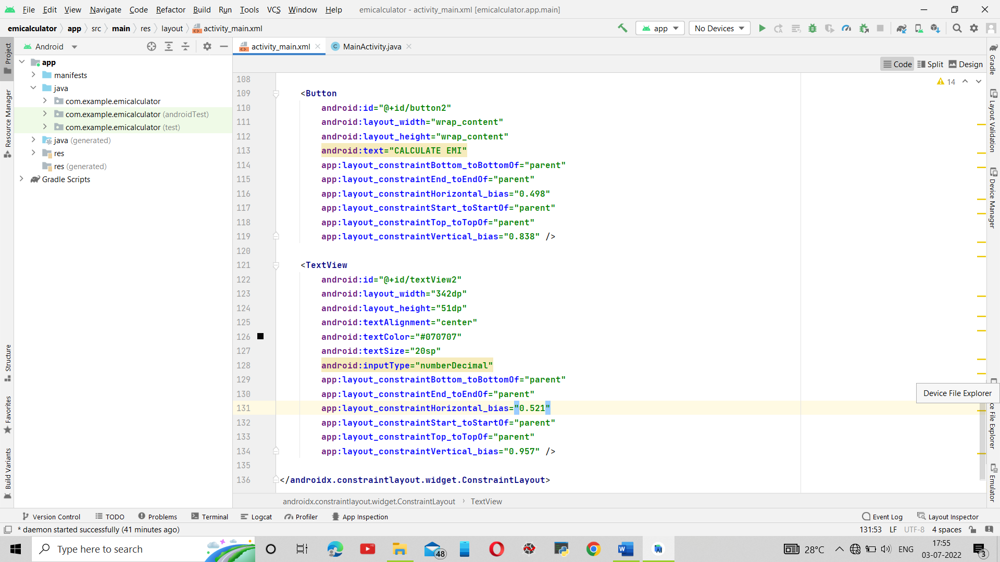 File Edit View Navigate Code Refactor Build Run Tools VCS Window Help emicalculator - activity_main.xml [emicalculator.app.main]
emicalculator app src main res layout activity_main.xml app No Devices
Project
Android
activity_main.xml MainActivity.java
Code Split Design
app
manifests
java
com.example.emicalculator
com.example.emicalculator (androidTest)
com.example.emicalculator (test)
java (generated)
res
res (generated)
Gradle Scripts
Resource Manager
Structure
Favorites
Build Variants
14
108
109 <Button
110 android:id="@+id/button2"
111 android:layout_width="wrap_content"
112 android:layout_height="wrap_content"
113 android:text="CALCULATE EMI"
114 app:layout_constraintBottom_toBottomOf="parent"
115 app:layout_constraintEnd_toEndOf="parent"
116 app:layout_constraintHorizontal_bias="0.498"
117 app:layout_constraintStart_toStartOf="parent"
118 app:layout_constraintTop_toTopOf="parent"
119 app:layout_constraintVertical_bias="0.838" />
120
121 <TextView
122 android:id="@+id/textView2"
123 android:layout_width="342dp"
124 android:layout_height="51dp"
125 android:textAlignment="center"
126 android:textColor="#070707"
127 android:textSize="20sp"
128 android:inputType="numberDecimal"
129 app:layout_constraintBottom_toBottomOf="parent"
130 app:layout_constraintEnd_toEndOf="parent"
131 app:layout_constraintHorizontal_bias="0.521"
132 app:layout_constraintStart_toStartOf="parent"
133 app:layout_constraintTop_toTopOf="parent"
134 app:layout_constraintVertical_bias="0.957" />
135
136 </androidx.constraintlayout.widget.ConstraintLayout>
Gradle
Layout Validation
Device Manager
Device File Explorer
ce File Explorer
Emulator
androidx.constraintlayout.widget.ConstraintLayout TextView
Version Control TODO Problems Terminal Logcat Profiler App Inspection Event Log Layout Inspector
* daemon started successfully (41 minutes ago) 131:53 LF UTF-8 4 spaces
Type here to search 48 28°C ENG 17:55
03-07-2022 3